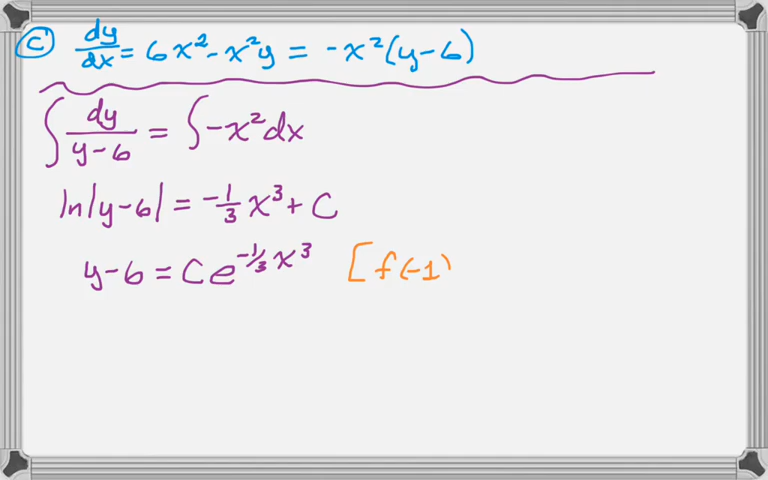 Ⓒ dy/dx = 6x² - x²y = -x²(y-6)
∫ dy/(y-6) = ∫ -x² dx
ln|y-6| = -1/3 x³ + C
y-6 = Ce^(-1/3 x³) [f(-1)